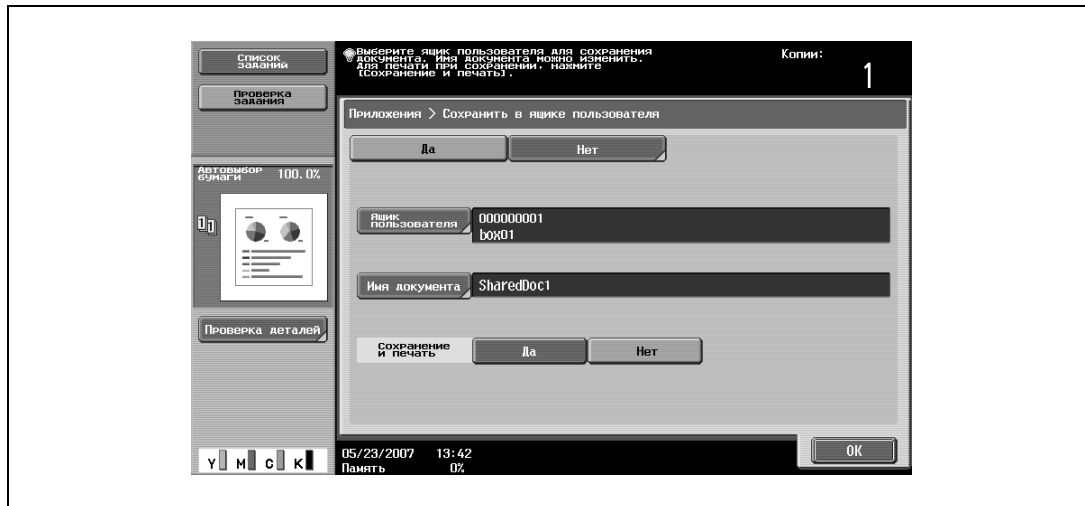 Список
заданий
Проверка
задания
Выберите ящик пользователя для сохранения
документа. Имя документа можно изменить.
Для печати при сохранении, нажмите
[Сохранение и печать].
Копии:
1
Приложения > Сохранить в ящике пользователя
Да
Нет
Автовыбор
бумаги
100.0%
Ящик
пользователя
000000001
box01
Имя документа
SharedDoc1
Проверка деталей
Сохранение
и печать
Да
Нет
Y M C K
05/23/2007 13:42
Память 0%
OK